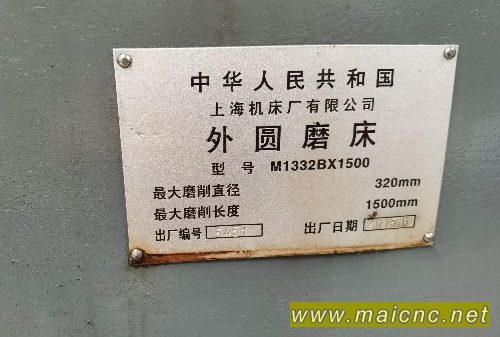 中华人民共和国
上海机床厂有限公司
外圆磨床
型号 M1332BX1500
最大磨削直径 320mm
最大磨削长度 1500mm
出厂编号 出厂日期
www.maicnc.net